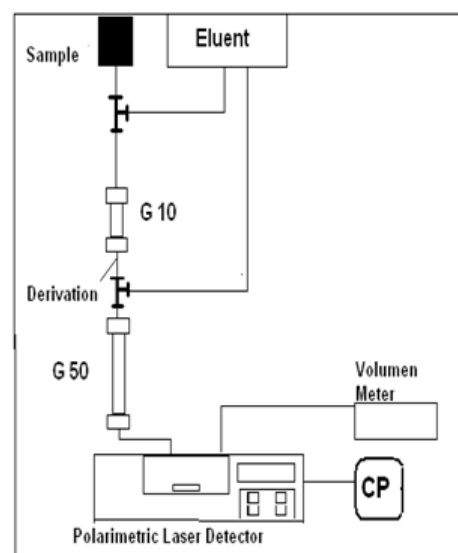 Eluent
Sample
G 10
Derivation
G 50
Volumen
Meter
CP
Polarimetric Laser Detector